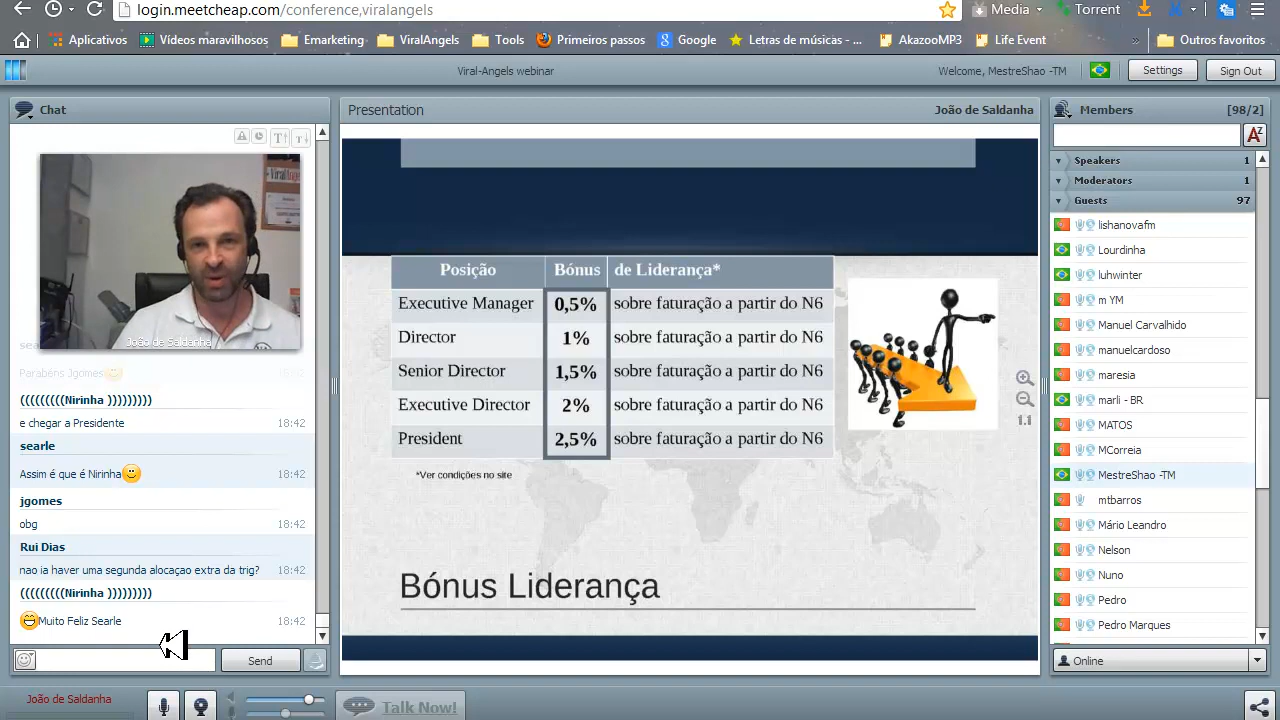 login.meetcheap.com/conference,viralangels
Media
Torrent
Aplicativos
Vídeos maravilhosos
Emarketing
ViralAngels
Tools
Primeiros passos
Google
Letras de músicas - ...
AkazooMP3
Life Event
»
Outros favoritos
Viral-Angels webinar
Welcome, MestreShao -TM
Settings
Sign Out
Chat
João de Saldanha
Parabéns Jgomes
18:42
(((((((((Nirinha )))))))))
e chegar a Presidente
18:42
searle
Assim é que é Nirinha
18:42
jgomes
obg
18:42
Rui Dias
nao ia haver uma segunda alocaçao extra da trig?
18:42
(((((((((Nirinha )))))))))
Muito Feliz Searle
18:42
Send
João de Saldanha
Talk Now!
Presentation
João de Saldanha
Posição Bónus de Liderança*
Executive Manager 0,5% sobre faturação a partir do N6
Director 1% sobre faturação a partir do N6
Senior Director 1,5% sobre faturação a partir do N6
Executive Director 2% sobre faturação a partir do N6
President 2,5% sobre faturação a partir do N6
*Ver condições no site
Bónus Liderança
1.1
Members [98/2]
Speakers 1
Moderators 1
Guests 97
lishanovafm
Lourdinha
luhwinter
m YM
Manuel Carvalhido
manuelcardoso
maresia
marli - BR
MATOS
MCorreia
MestreShao -TM
mtbarros
Mário Leandro
Nelson
Nuno
Pedro
Pedro Marques
Online